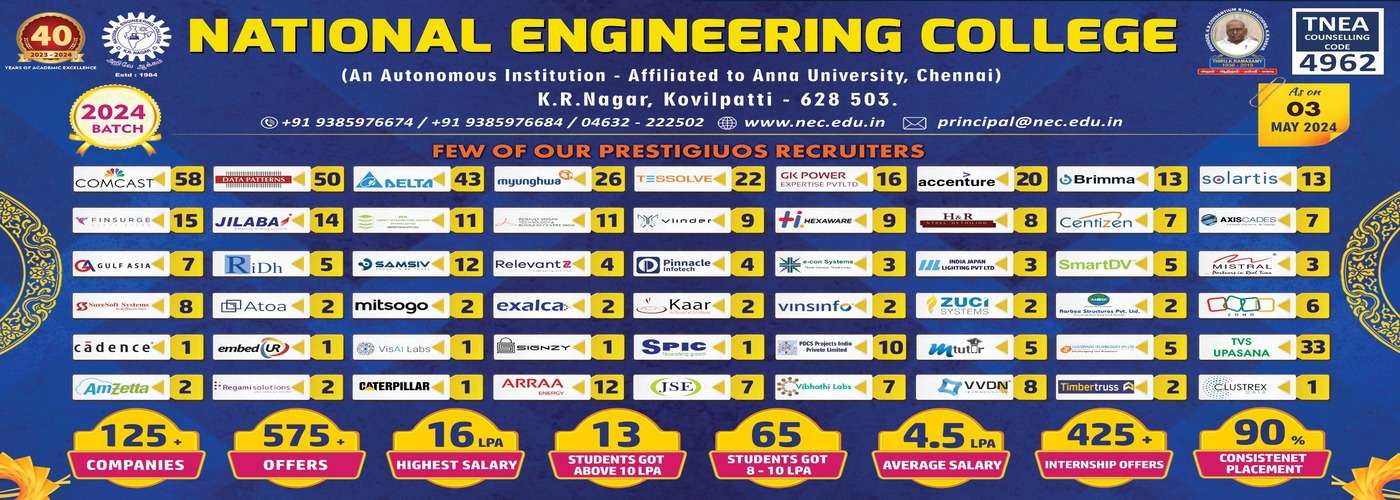 40
2023 - 2024
YEARS OF ACADEMIC EXCELLENCE
Estd : 1984
NATIONAL ENGINEERING COLLEGE
(An Autonomous Institution - Affiliated to Anna University, Chennai)
K.R.Nagar, Kovilpatti - 628 503.
+91 9385976674 / +91 9385976684 / 04632 - 222502 www.nec.edu.in principal@nec.edu.in
THIRU.K.RAMASAMY
TNEA
COUNSELLING
CODE
4962
As on
03
MAY 2024
2024
BATCH
FEW OF OUR PRESTIGIUOS RECRUITERS
COMCAST 58 DATA PATTERNS 50 DELTA 43 myunghwa 26 TESSOLVE 22 GK POWER EXPERTISE PVT LTD 16 accenture 20 Brimma 13 solartis 13
FINSURGE 15 JILABA 14 11 11 vlinder 9 HEXAWARE 9 H&R STEEL DETAILING 8 Centizen 7 AXISCADES 7
GULF ASIA 7 RiDh 5 SAMSIV 12 Relevantz 4 Pinnacle Infotech 4 e-con Systems 3 INDIA JAPAN LIGHTING PVT LTD 3 SmartDV 5 MISTRAL 3
SureSoft Systems 8 Atoa 2 mitsogo 2 exalca 2 Kaar 2 vinsinfo 2 ZUCI SYSTEMS 2 Structures Pvt. Ltd. 2 ZOHO 6
cādence 1 embedUR 1 VisAI Labs 1 SIGNZY 1 SPIC 1 PDCS Projects India Private Limited 10 mtutor 5 5 TVS UPASANA 33
AmZetta 2 Regami solutions 2 CATERPILLAR 1 ARRAA ENERGY 12 JSE 7 Vibhathi Labs 7 VVDN 8 Timbertruss 2 CLUSTREX DATA 1
125+ 575+ 16 LPA 13 65 4.5 LPA 425+ 90 %
COMPANIES OFFERS HIGHEST SALARY STUDENTS GOT ABOVE 10 LPA STUDENTS GOT 8 - 10 LPA AVERAGE SALARY INTERNSHIP OFFERS CONSISTENET PLACEMENT